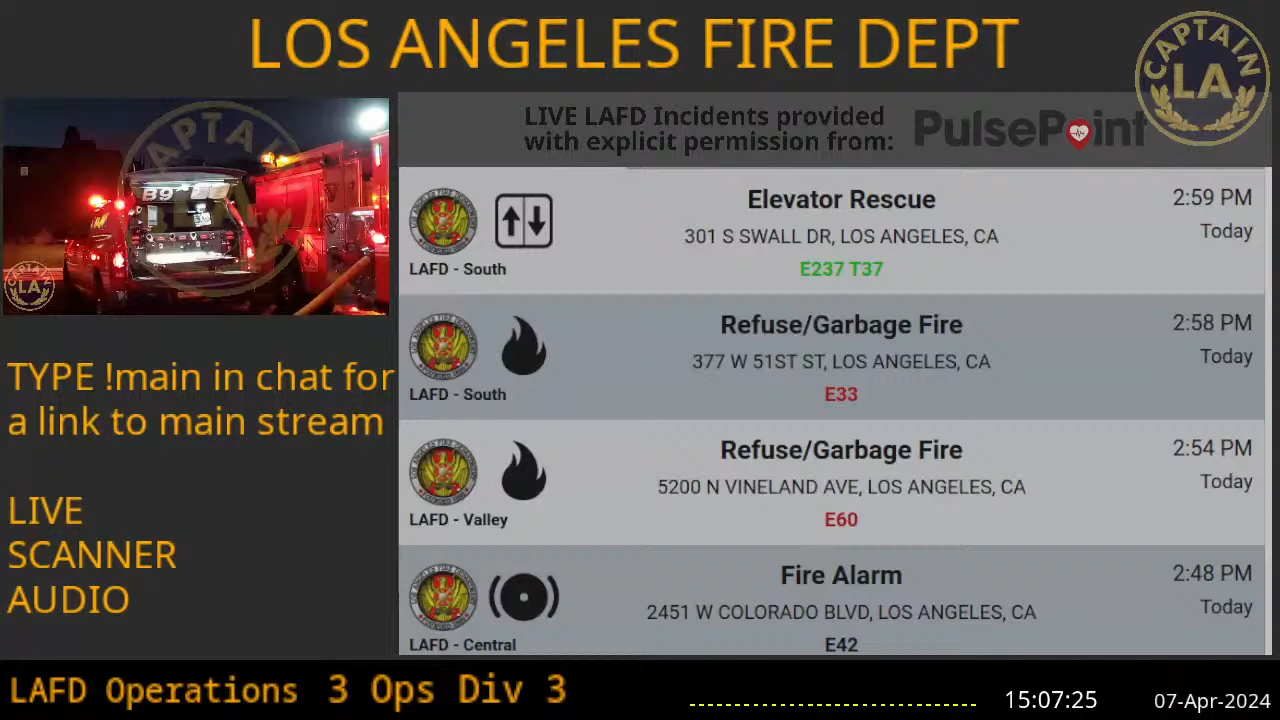 LOS ANGELES FIRE DEPT
CAPTAIN
LA
LIVE LAFD Incidents provided
with explicit permission from:
PulsePoint
CAPTAIN
LA
B9
CAPTAIN
LA
Elevator Rescue
2:59 PM
301 S SWALL DR, LOS ANGELES, CA
Today
LAFD - South
E237 T37
Refuse/Garbage Fire
2:58 PM
377 W 51ST ST, LOS ANGELES, CA
Today
LAFD - South
E33
Refuse/Garbage Fire
2:54 PM
5200 N VINELAND AVE, LOS ANGELES, CA
Today
LAFD - Valley
E60
Fire Alarm
2:48 PM
2451 W COLORADO BLVD, LOS ANGELES, CA
Today
LAFD - Central
E42
TYPE !main in chat for
a link to main stream
LIVE
SCANNER
AUDIO
LAFD Operations 3 Ops Div 3
15:07:25
07-Apr-2024